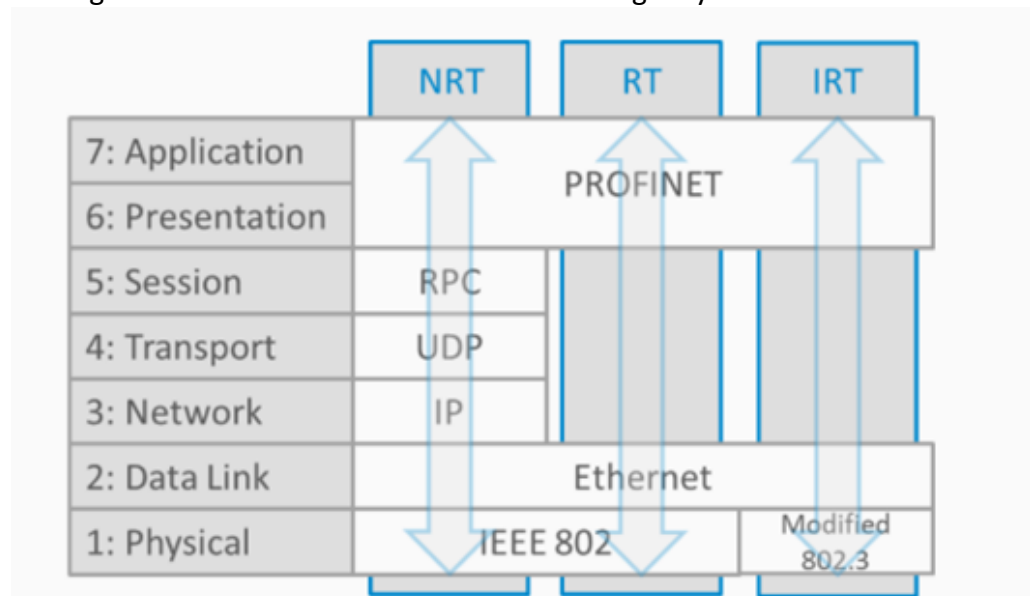 NRT RT IRT
7: Application
PROFINET
6: Presentation
5: Session RPC
4: Transport UDP
3: Network IP
2: Data Link Ethernet
1: Physical IEEE 802 Modified
802.3